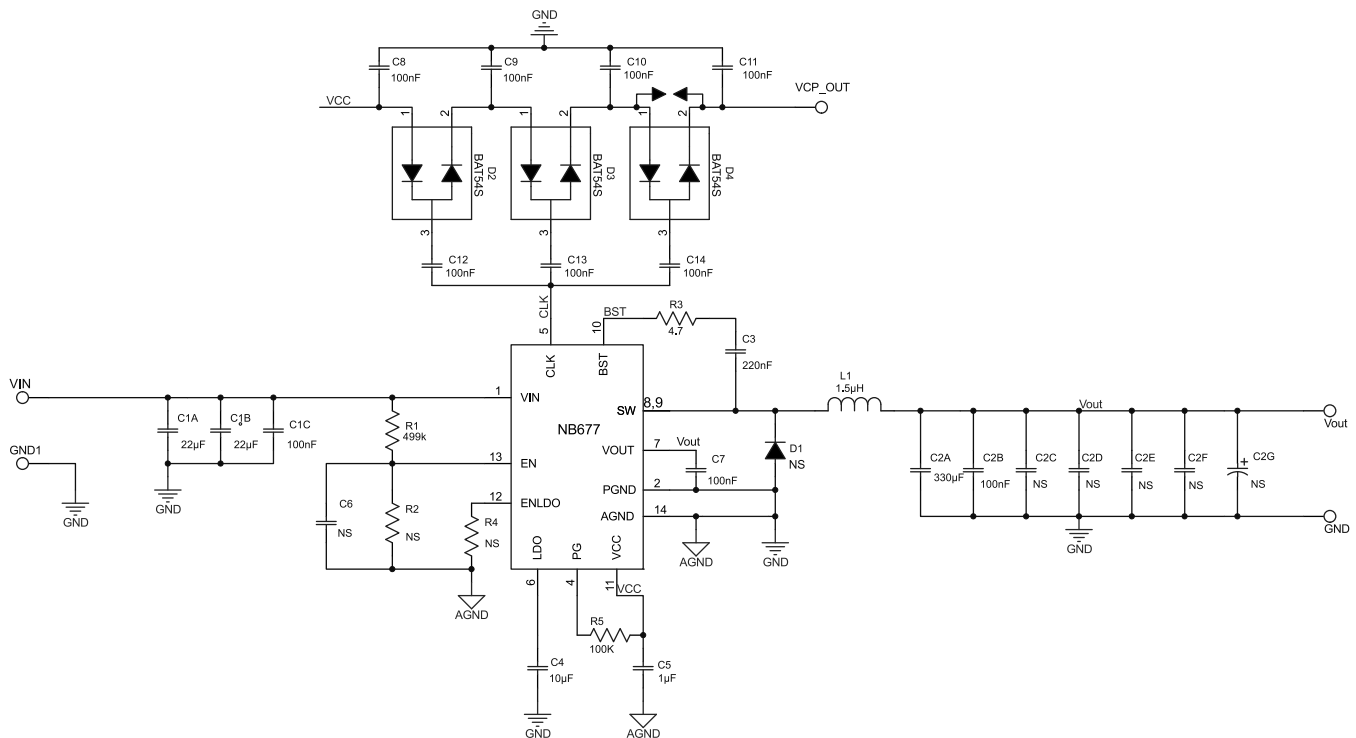 GND
C8
100nF
C9
100nF
C10
100nF
C11
100nF
VCC
VCP_OUT
1
2
1
2
1
2
D2
BAT54S
D3
BAT54S
D4
BAT54S
3
3
3
C12
100nF
C13
100nF
C14
100nF
CLK
5
BST
10
R3
4.7
C3
220nF
CLK
BST
VIN
1
VIN
C1A
22µF
C1B
22µF
C1C
100nF
R1
499k
GND1
GND
GND
13
EN
12
ENLDO
C6
NS
R2
NS
R4
NS
AGND
NB677
SW
8,9
VOUT
7
Vout
C7
100nF
PGND
2
AGND
14
D1
NS
AGND
GND
LDO
PG
VCC
6
4
11
VCC
R5
100K
C4
10µF
C5
1µF
GND
AGND
L1
1.5µH
Vout
Vout
C2A
330µF
C2B
100nF
C2C
NS
C2D
NS
C2E
NS
C2F
NS
C2G
NS
GND
GND